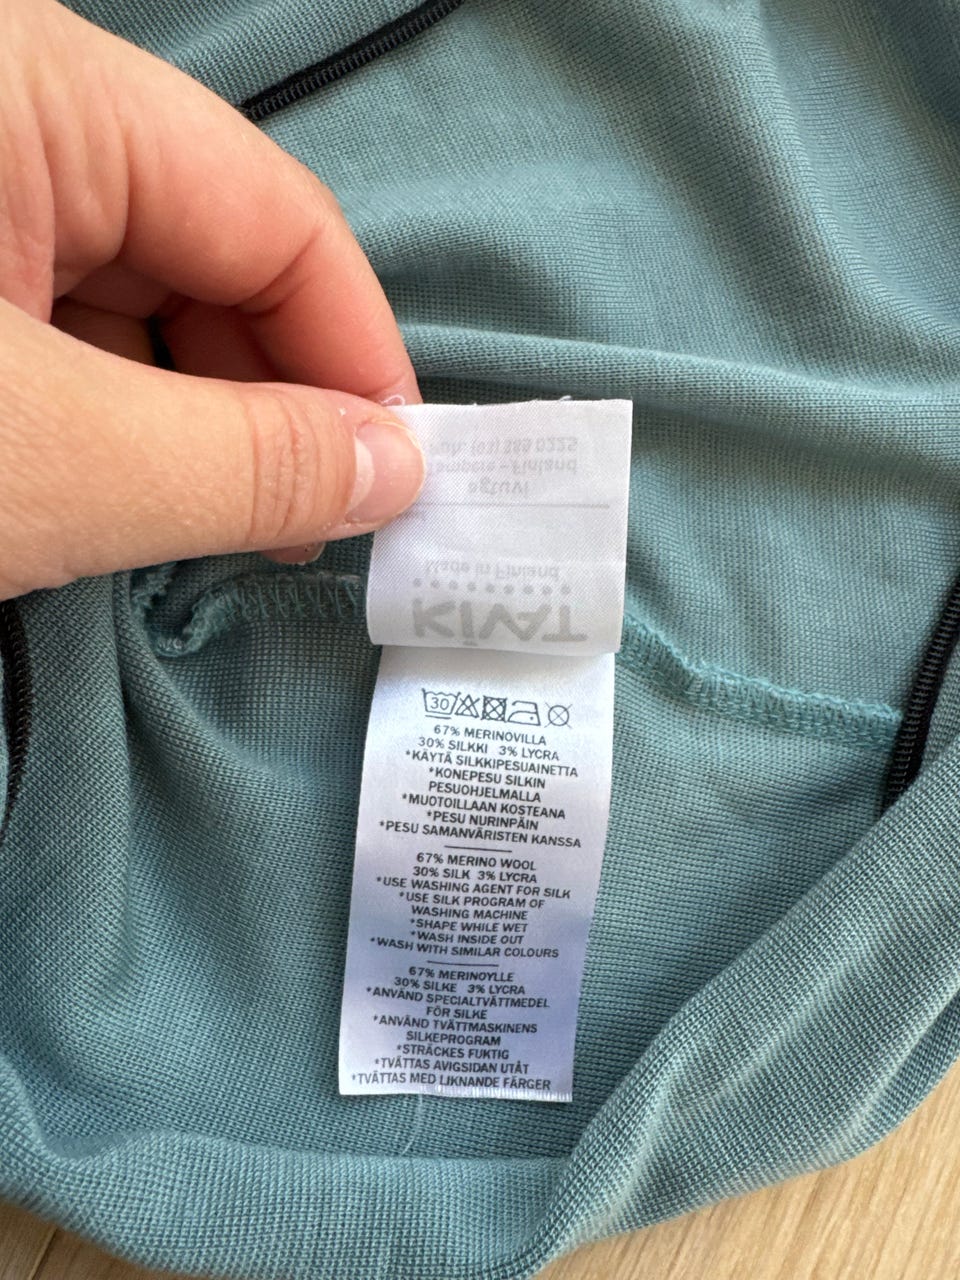 KIVAT
Made in Finland
agtuvi
– Finland
30
67% MERINOVILLA
30% SILKKI 3% LYCRA
*KÄYTÄ SILKKIPESUAINETTA
*KONEPESU SILKIN
PESUOHJELMALLA
*MUOTOILLAAN KOSTEANA
*PESU NURINPÄIN
*PESU SAMANVÄRISTEN KANSSA
67% MERINO WOOL
30% SILK 3% LYCRA
*USE WASHING AGENT FOR SILK
*USE SILK PROGRAM OF
WASHING MACHINE
*SHAPE WHILE WET
*WASH INSIDE OUT
*WASH WITH SIMILAR COLOURS
67% MERINOYLLE
30% SILKE 3% LYCRA
*ANVÄND SPECIALTVÄTTMEDEL
FÖR SILKE
*ANVÄND TVÄTTMASKINENS
SILKEPROGRAM
*STRÄCKES FUKTIG
*TVÄTTAS AVIGSIDAN UTÅT
*TVÄTTAS MED LIKNANDE FÄRGER